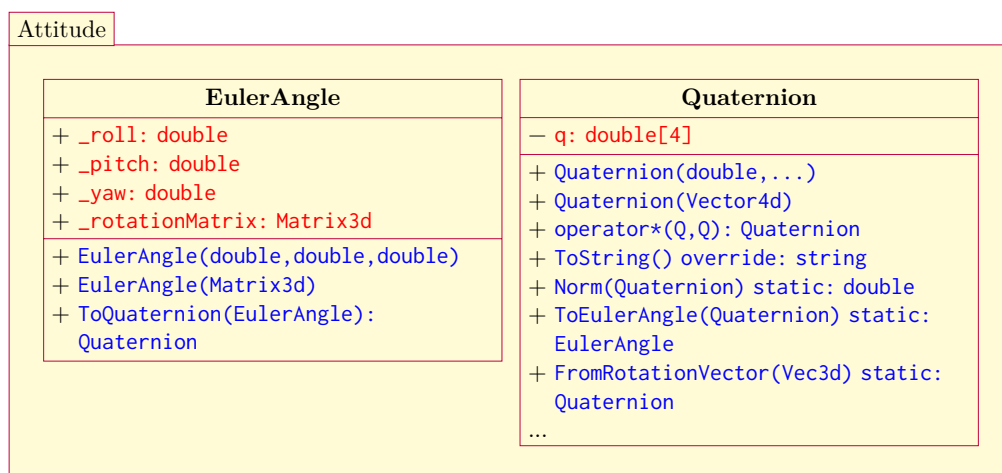 Attitude
EulerAngle
+ _roll: double
+ _pitch: double
+ _yaw: double
+ _rotationMatrix: Matrix3d
+ EulerAngle(double,double,double)
+ EulerAngle(Matrix3d)
+ ToQuaternion(EulerAngle):
Quaternion
Quaternion
− q: double[4]
+ Quaternion(double,...)
+ Quaternion(Vector4d)
+ operator*(Q,Q): Quaternion
+ ToString() override: string
+ Norm(Quaternion) static: double
+ ToEulerAngle(Quaternion) static:
EulerAngle
+ FromRotationVector(Vec3d) static:
Quaternion
...